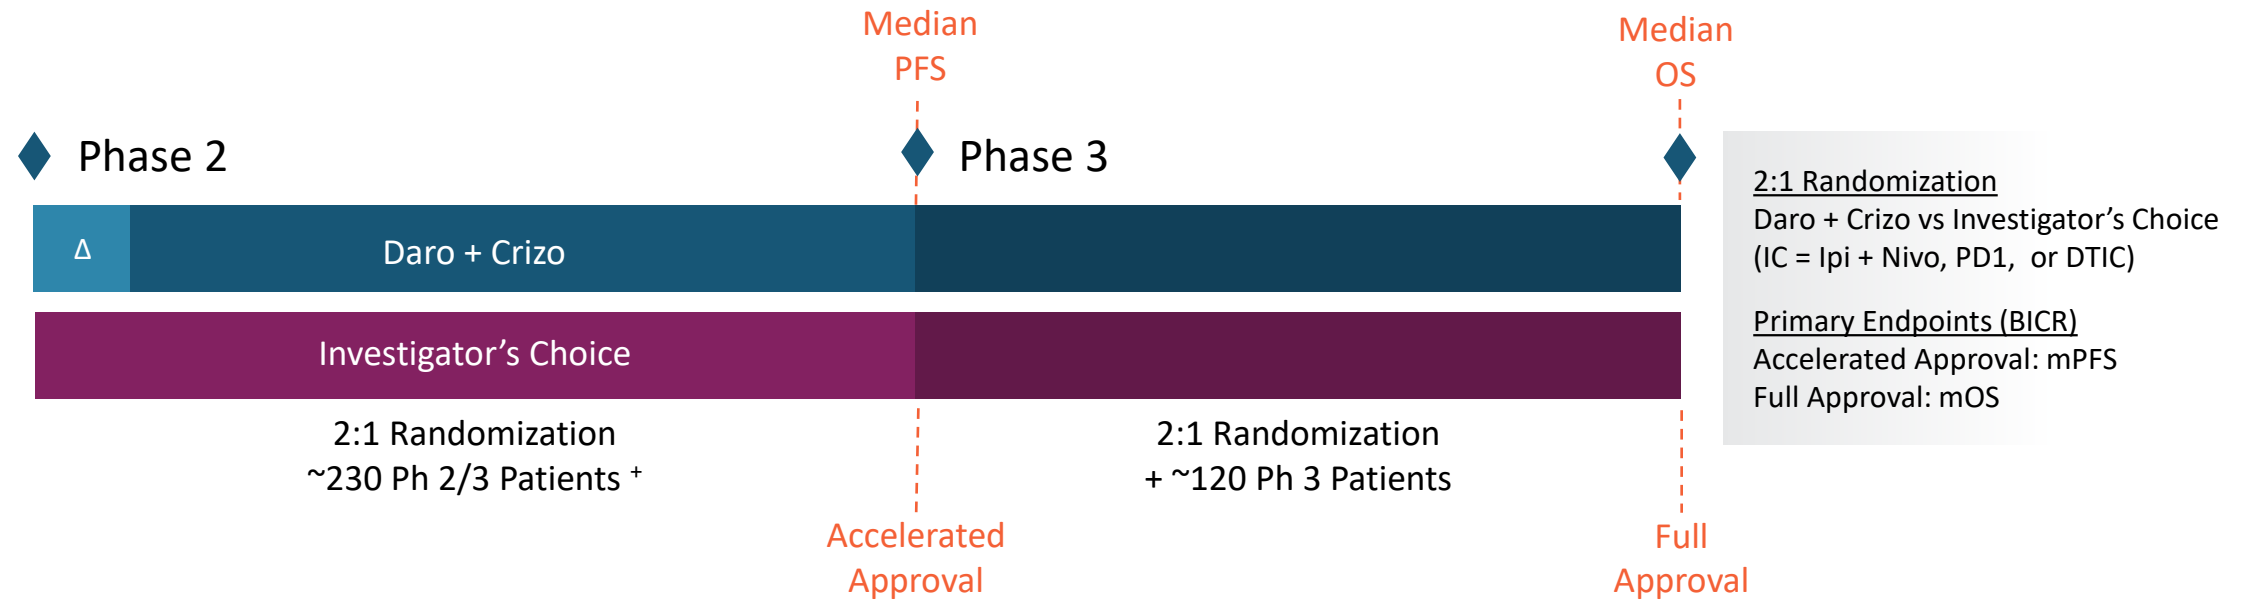 Median
PFS
Median
OS
Phase 2
Phase 3
Δ
Daro + Crizo
Investigator’s Choice
2:1 Randomization
~230 Ph 2/3 Patients ⁺
2:1 Randomization
+ ~120 Ph 3 Patients
Accelerated
Approval
Full
Approval
2:1 Randomization
Daro + Crizo vs Investigator’s Choice
(IC = Ipi + Nivo, PD1,  or DTIC)
Primary Endpoints (BICR)
Accelerated Approval: mPFS
Full Approval: mOS